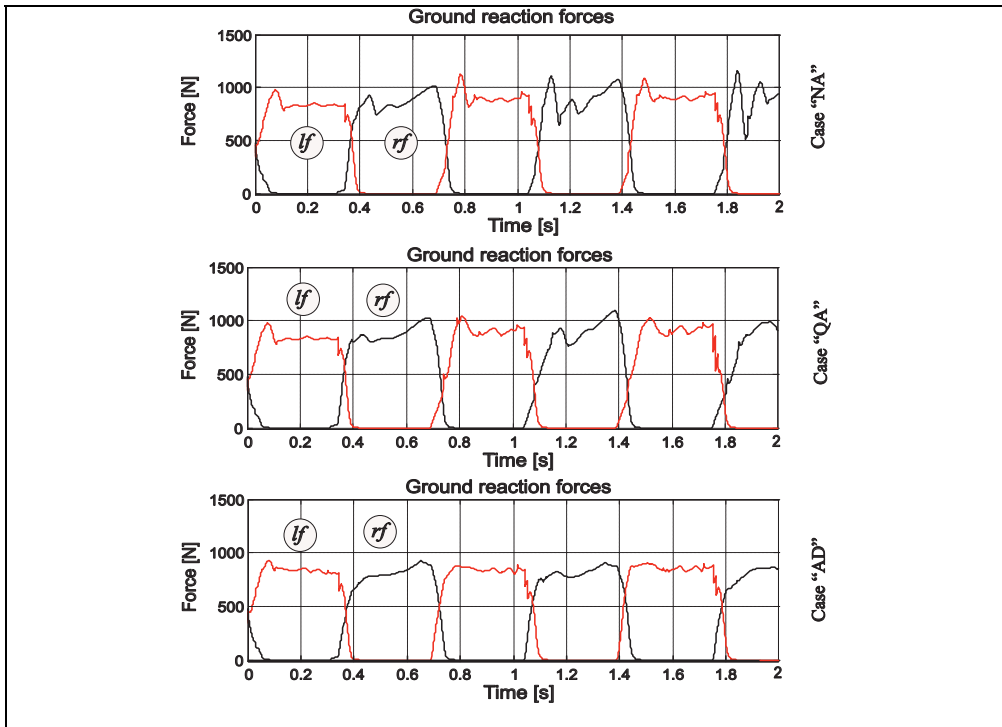 Ground reaction forces
1500
1000
500
0
Force [N]
lf
rf
0 0.2 0.4 0.6 0.8 1 1.2 1.4 1.6 1.8 2
Time [s]
Case “NA”
Ground reaction forces
1500
1000
500
0
Force [N]
lf
rf
0 0.2 0.4 0.6 0.8 1 1.2 1.4 1.6 1.8 2
Time [s]
Case “QA”
Ground reaction forces
1500
1000
500
0
Force [N]
lf
rf
0 0.2 0.4 0.6 0.8 1 1.2 1.4 1.6 1.8 2
Time [s]
Case “AD”